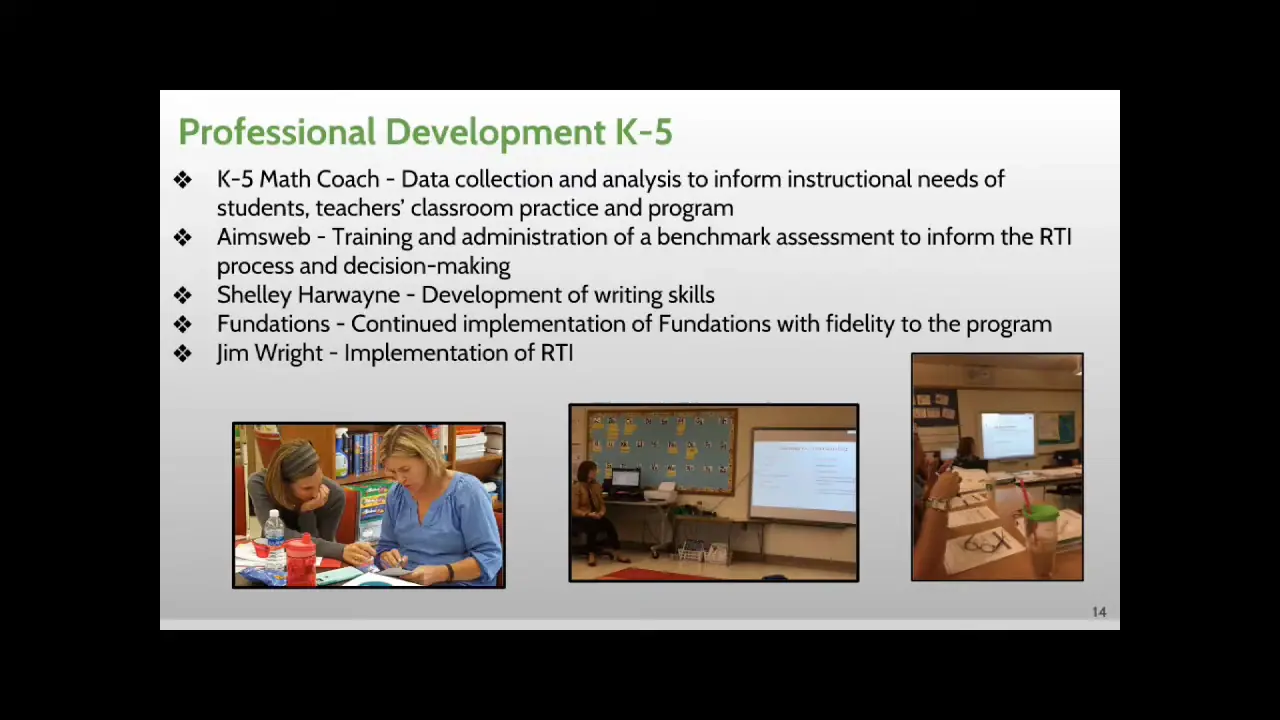 Professional Development K-5
❖ K-5 Math Coach - Data collection and analysis to inform instructional needs of
students, teachers’ classroom practice and program
❖ Aimsweb - Training and administration of a benchmark assessment to inform the RTI
process and decision-making
❖ Shelley Harwayne - Development of writing skills
❖ Fundations - Continued implementation of Fundations with fidelity to the program
❖ Jim Wright - Implementation of RTI
14